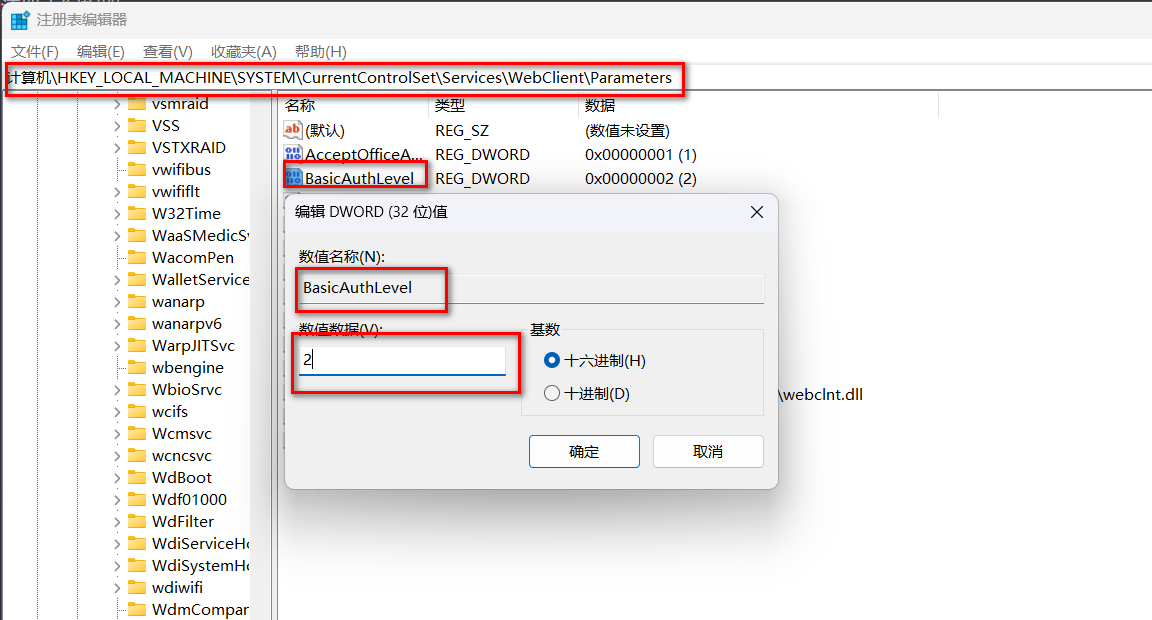 注册表编辑器
文件(F) 编辑(E) 查看(V) 收藏夹(A) 帮助(H)
计算机\HKEY_LOCAL_MACHINE\SYSTEM\CurrentControlSet\Services\WebClient\Parameters
vsmraid
VSS
VSTXRAID
vwifibus
vwififlt
W32Time
WaaSMedicSv
WacomPen
WalletService
wanarp
wanarpv6
WarpJITSvc
wbengine
WbioSrvc
wcifs
Wcmsvc
wcncsvc
WdBoot
Wdf01000
WdFilter
WdiServiceHo
WdiSystemHo
wdiwifi
WdmCompar
名称 类型 数据
ab (默认) REG_SZ (数值未设置)
AcceptOfficeA... REG_DWORD 0x00000001 (1)
BasicAuthLevel REG_DWORD 0x00000002 (2)
\webclnt.dll
编辑 DWORD (32 位)值
数值名称(N):
BasicAuthLevel
数值数据(V):
2
基数
十六进制(H)
十进制(D)
确定 取消